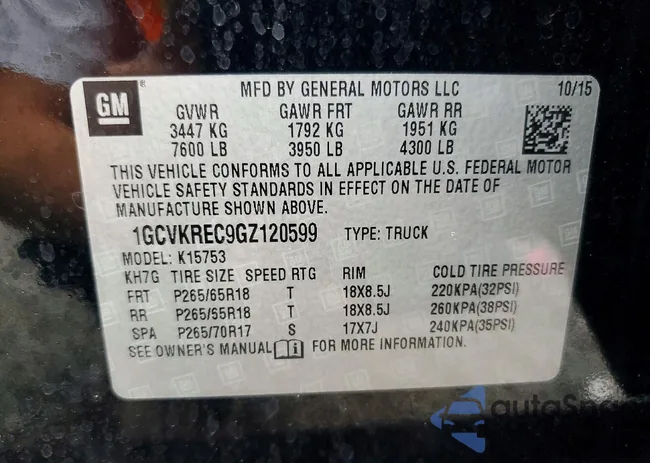 GM
®
MFD BY GENERAL MOTORS LLC 10/15
GVWR GAWR FRT GAWR RR
3447 KG 1792 KG 1951 KG
7600 LB 3950 LB 4300 LB
THIS VEHICLE CONFORMS TO ALL APPLICABLE U.S. FEDERAL MOTOR
VEHICLE SAFETY STANDARDS IN EFFECT ON THE DATE OF
MANUFACTURE SHOWN ABOVE.
1GCVKREC9GZ120599 TYPE: TRUCK
MODEL: K15753
KH7G TIRE SIZE SPEED RTG RIM COLD TIRE PRESSURE
FRT P265/65R18 T 18X8.5J 220KPA(32PSI)
RR P265/65R18 T 18X8.5J 260KPA(38PSI)
SPA P265/70R17 S 17X7J 240KPA(35PSI)
SEE OWNER'S MANUAL i FOR MORE INFORMATION.